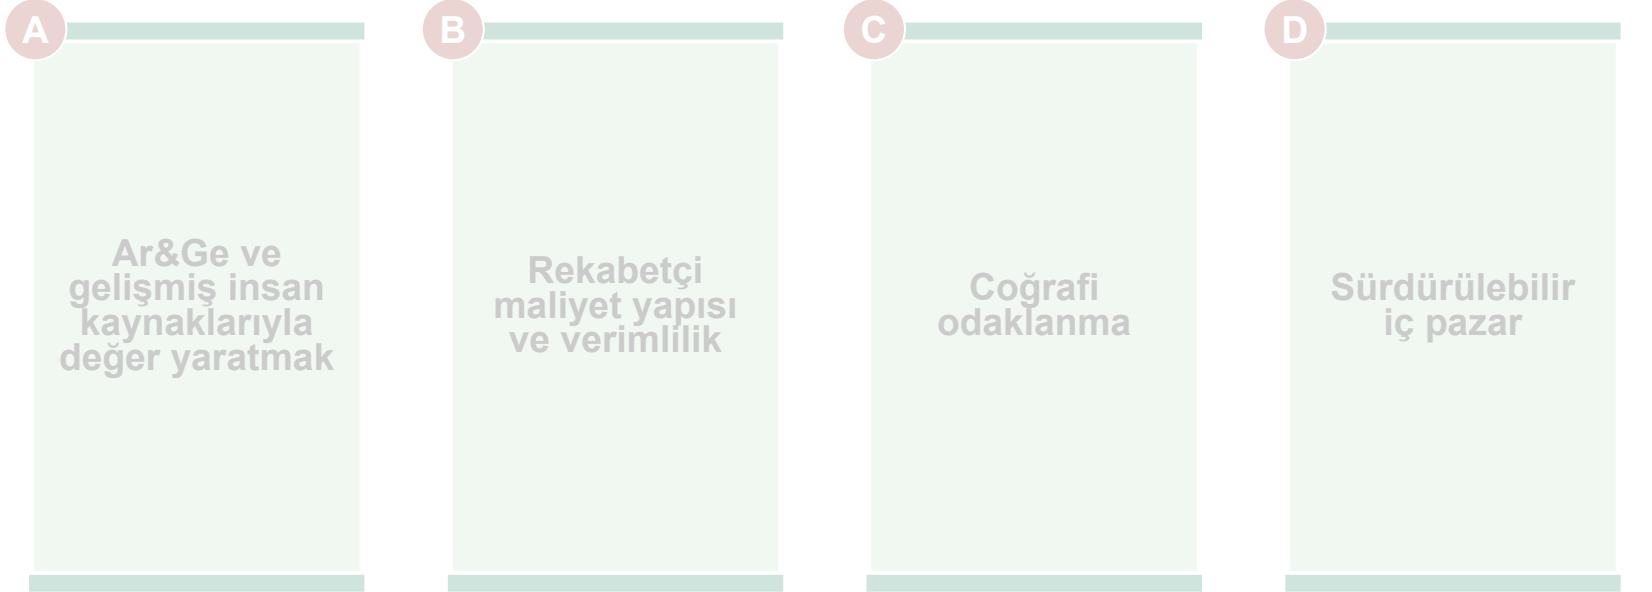 A
Ar&Ge ve
gelişmiş insan
kaynaklarıyla
değer yaratmak
B
Rekabetçi
maliyet yapısı
ve verimlilik
C
Coğrafi
odaklanma
D
Sürdürülebilir
iç pazar